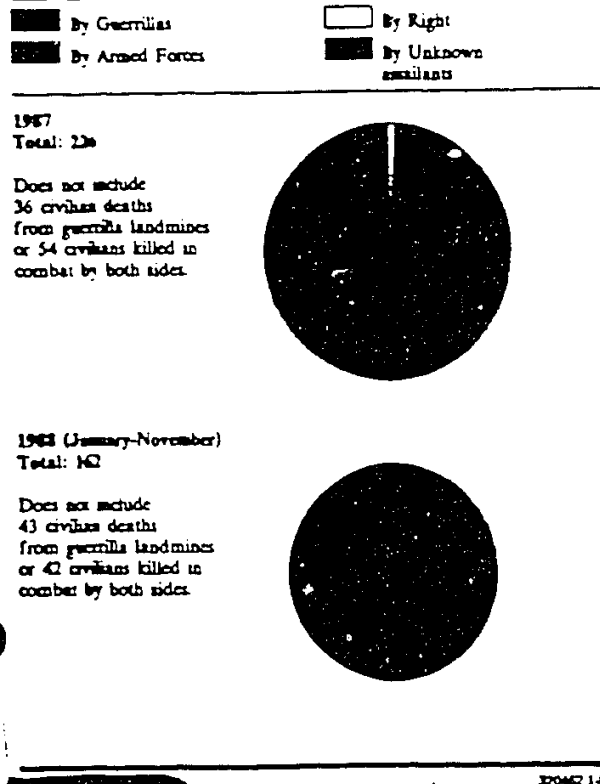 By Guerrillas
By Armed Forces
By Right
By Unknown
assailants
1987
Total: 226
Does not include
36 civilian deaths
from guerrilla landmines
or 54 civilians killed in
combat by both sides.
1988 (January-November)
Total: 162
Does not include
43 civilian deaths
from guerrilla landmines
or 42 civilians killed in
combat by both sides.